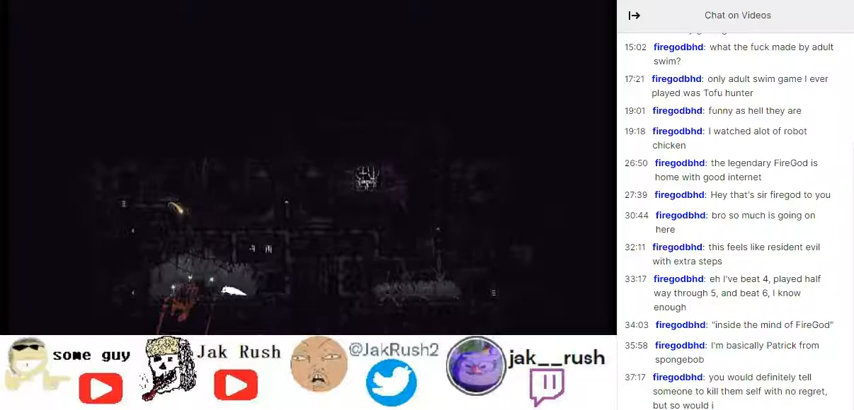 Chat on Videos
15:02 firegodbhd: what the fuck made by adult
swim?
17:21 firegodbhd: only adult swim game I ever
played was Tofu hunter
19:01 firegodbhd: funny as hell they are
19:18 firegodbhd: I watched alot of robot
chicken
26:50 firegodbhd: the legendary FireGod is
home with good internet
27:39 firegodbhd: Hey that's sir firegod to you
30:44 firegodbhd: bro so much is going on
here
32:11 firegodbhd: this feels like resident evil
with extra steps
33:17 firegodbhd: eh I've beat 4, played half
way through 5, and beat 6, I know
enough
34:03 firegodbhd: "inside the mind of FireGod"
35:58 firegodbhd: I'm basically Patrick from
spongebob
37:17 firegodbhd: you would definitely tell
someone to kill them self with no regret,
but so would i
some guy
Jak Rush
@JakRush2
jak__rush